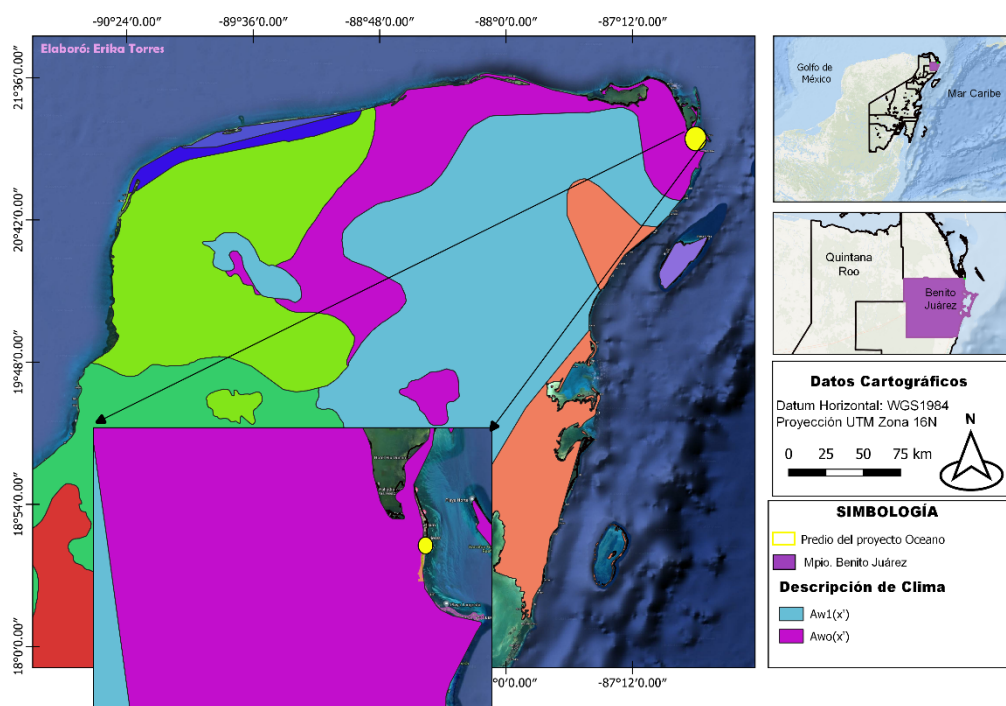 -90°24'0.00"
-89°36'0.00"
-88°48'0.00"
-88°0'0.00"
-87°12'0.00"
Elaboró: Erika Torres
21°36'0.00"
20°42'0.00"
19°48'0.00"
18°54'0.00"
18°0'0.00"
0'0.00"
-87°12'0.00"
Golfo de
México
Mar Caribe
Quintana
Roo
Benito
Juárez
Datos Cartográficos
Datum Horizontal: WGS1984
Proyección UTM Zona 16N
N
0 25 50 75 km
SIMBOLOGÍA
Predio del proyecto Oceano
Mpio. Benito Juárez
Descripción de Clima
Aw1(x')
Awo(x')